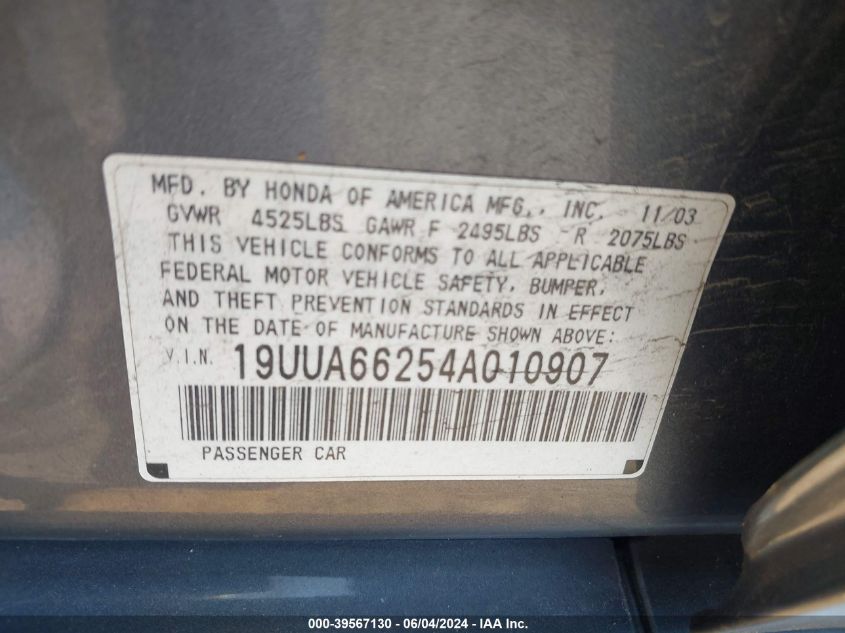 MFD. BY HONDA OF AMERICA MFG., INC. 11/03
GVWR 4525LBS GAWR F 2495LBS R 2075LBS
THIS VEHICLE CONFORMS TO ALL APPLICABLE
FEDERAL MOTOR VEHICLE SAFETY, BUMPER,
AND THEFT PREVENTION STANDARDS IN EFFECT
ON THE DATE OF MANUFACTURE SHOWN ABOVE:
V.I.N. 19UUA66254A010907
PASSENGER CAR
000-39567130 - 06/04/2024 - IAA Inc.